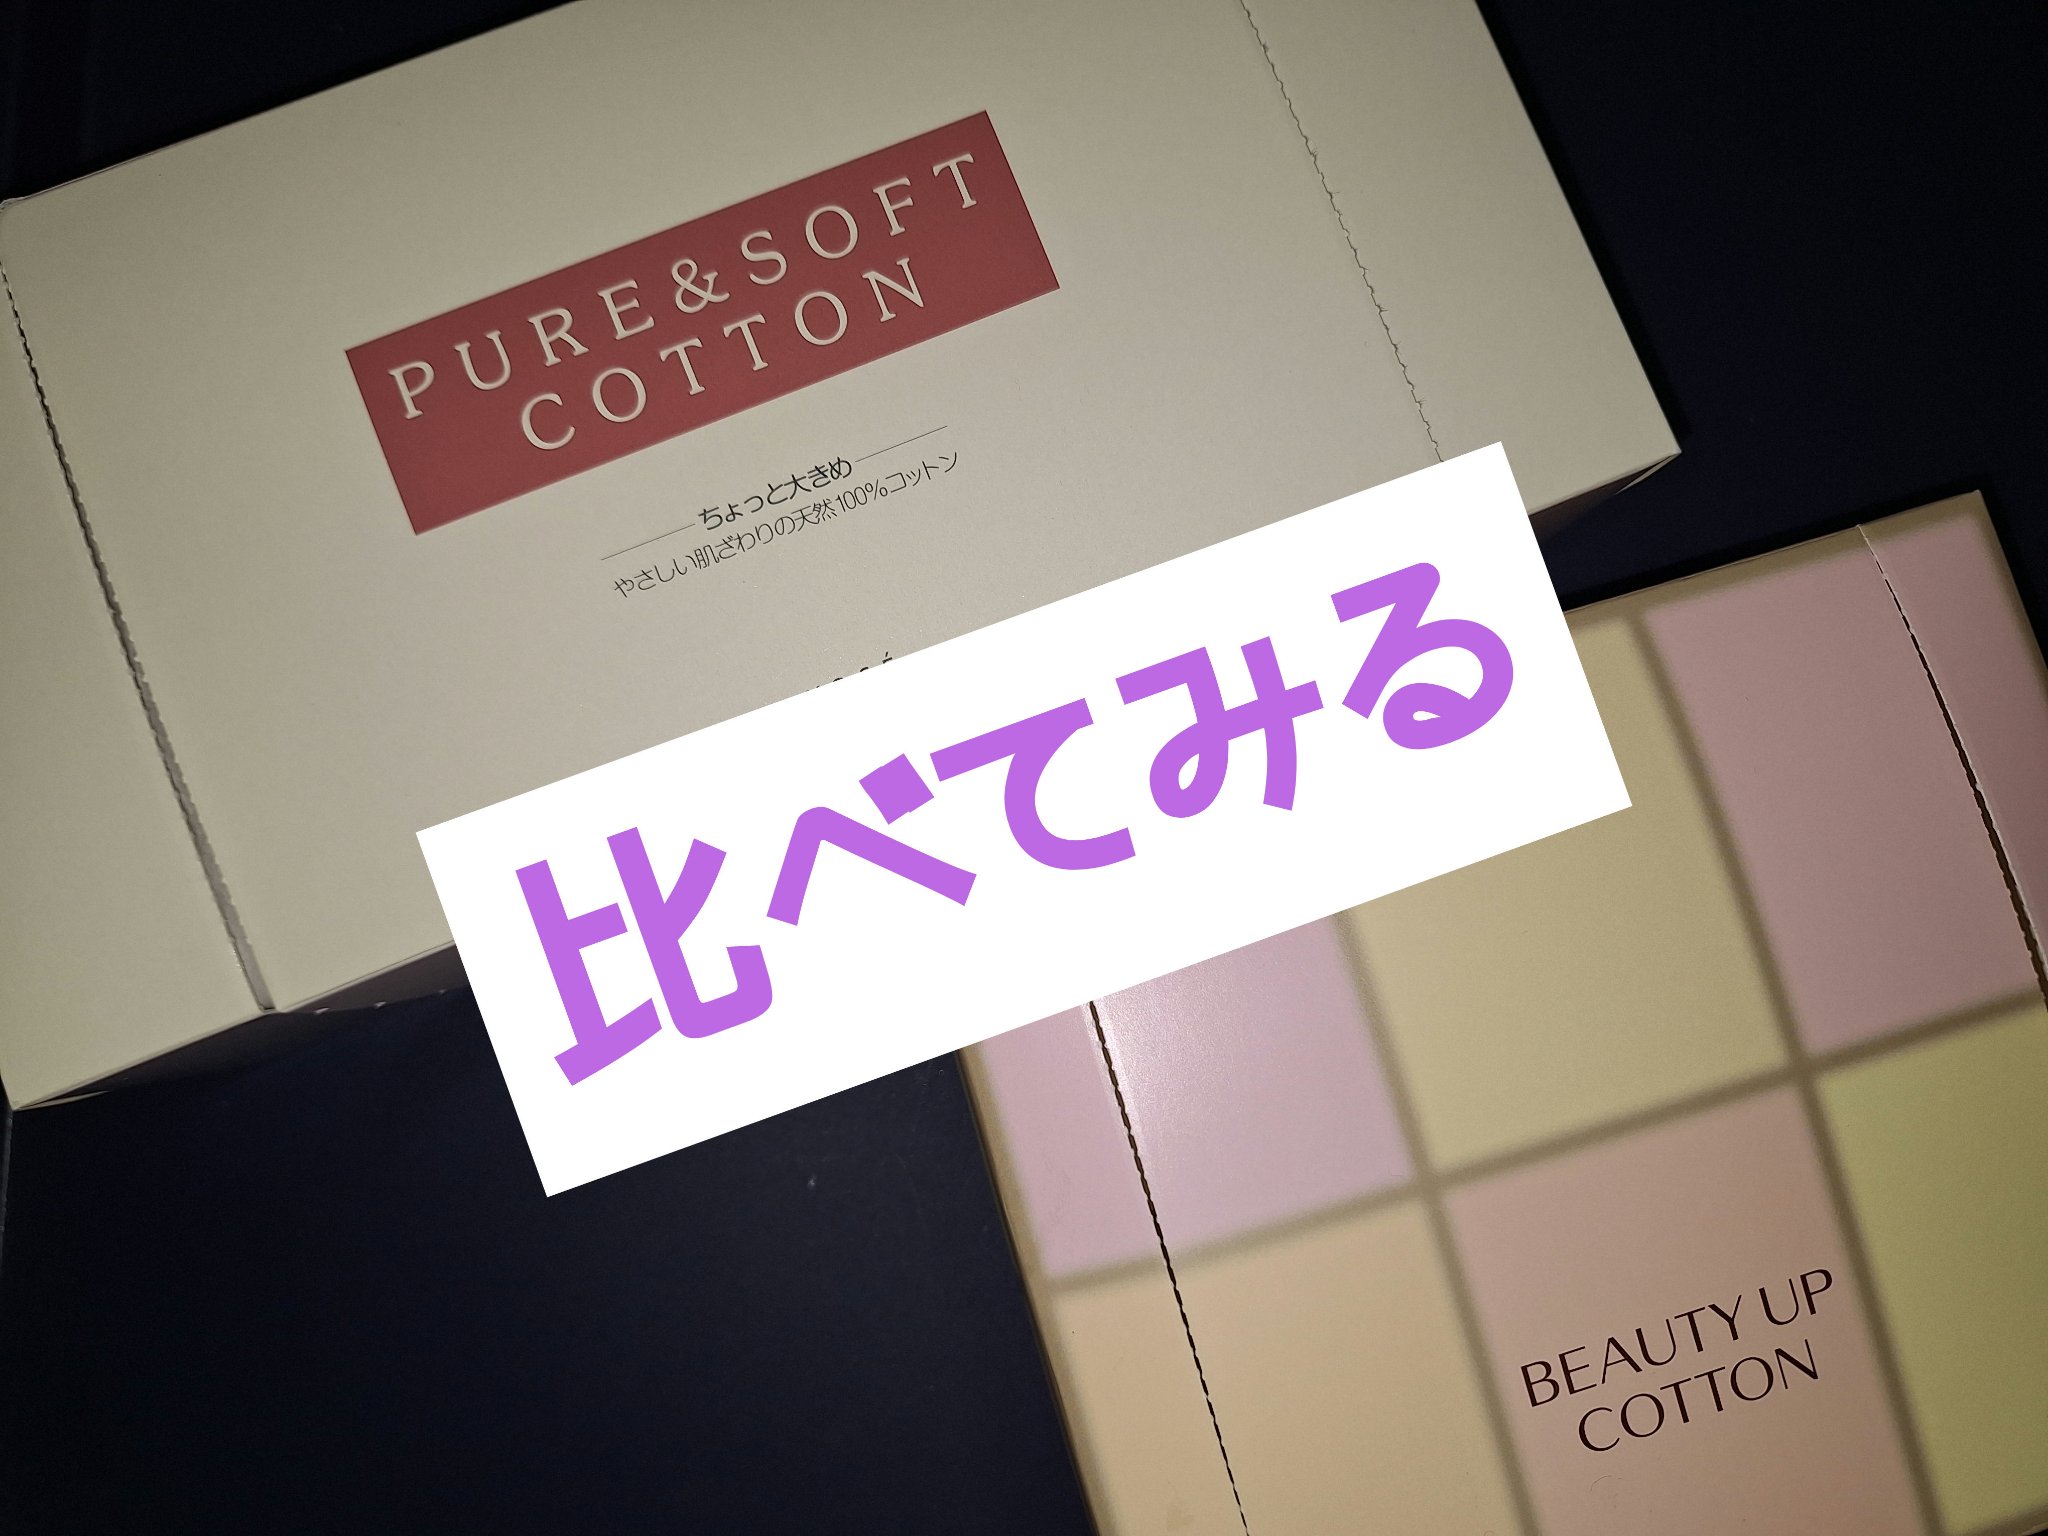 PURE&SOFT
COTTON
ちょっと大きめ
やさしい肌ざわりの天然100%コットン
比べてみる
BEAUTY UP
COTTON